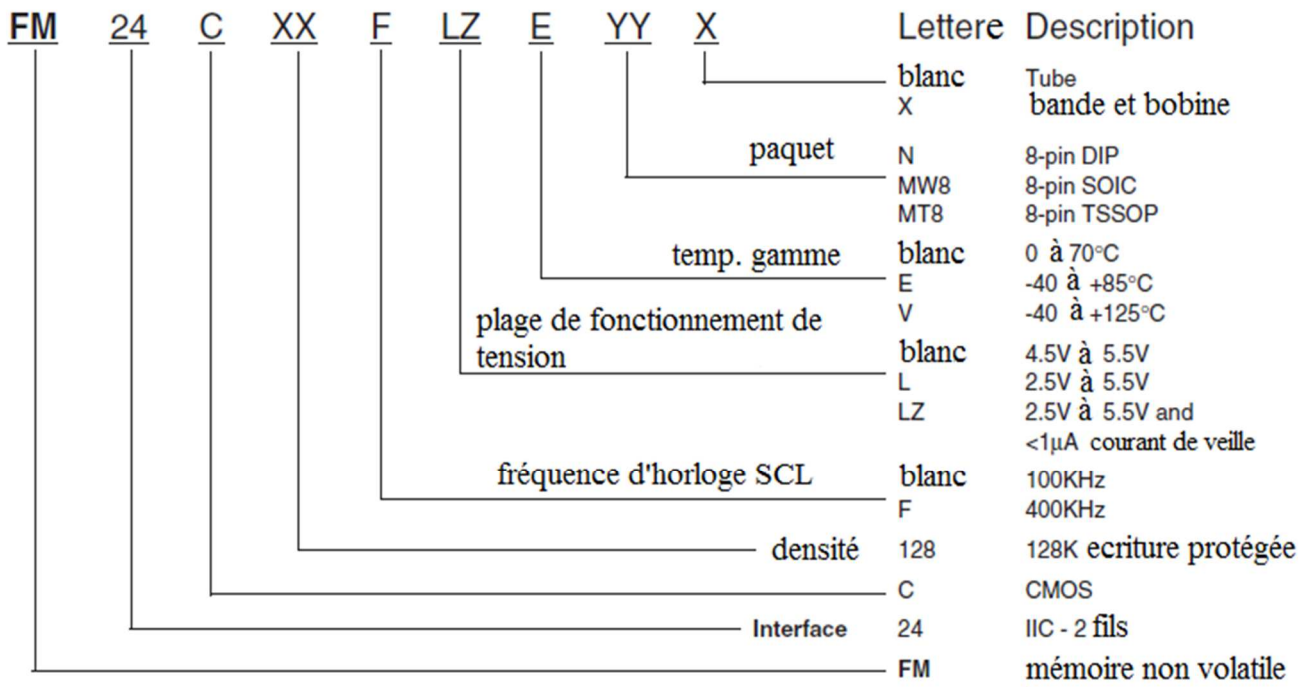 FM 24 C XX F LZ E YY X Lettere Description
blanc Tube
X bande et bobine
paquet N 8-pin DIP
MW8 8-pin SOIC
MT8 8-pin TSSOP
temp. gamme blanc 0 à 70°C
E -40 à +85°C
V -40 à +125°C
plage de fonctionnement de
tension blanc 4.5V à 5.5V
L 2.5V à 5.5V
LZ 2.5V à 5.5V and
<1µA courant de veille
fréquence d'horloge SCL blanc 100KHz
F 400KHz
densité 128 128K ecriture protégée
C CMOS
Interface 24 IIC - 2 fils
FM mémoire non volatile